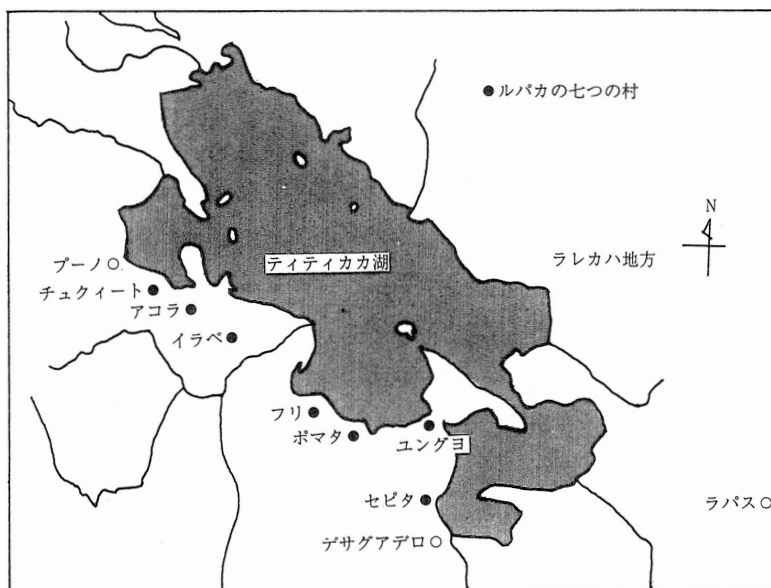 ルパカの七つの村
N
ティティカカ湖
ラレカハ地方
プーノ
チュクィート
アコラ
イラベ
フリ
ポマタ
ユングヨ
セピタ
ラパス
デサグアデロ